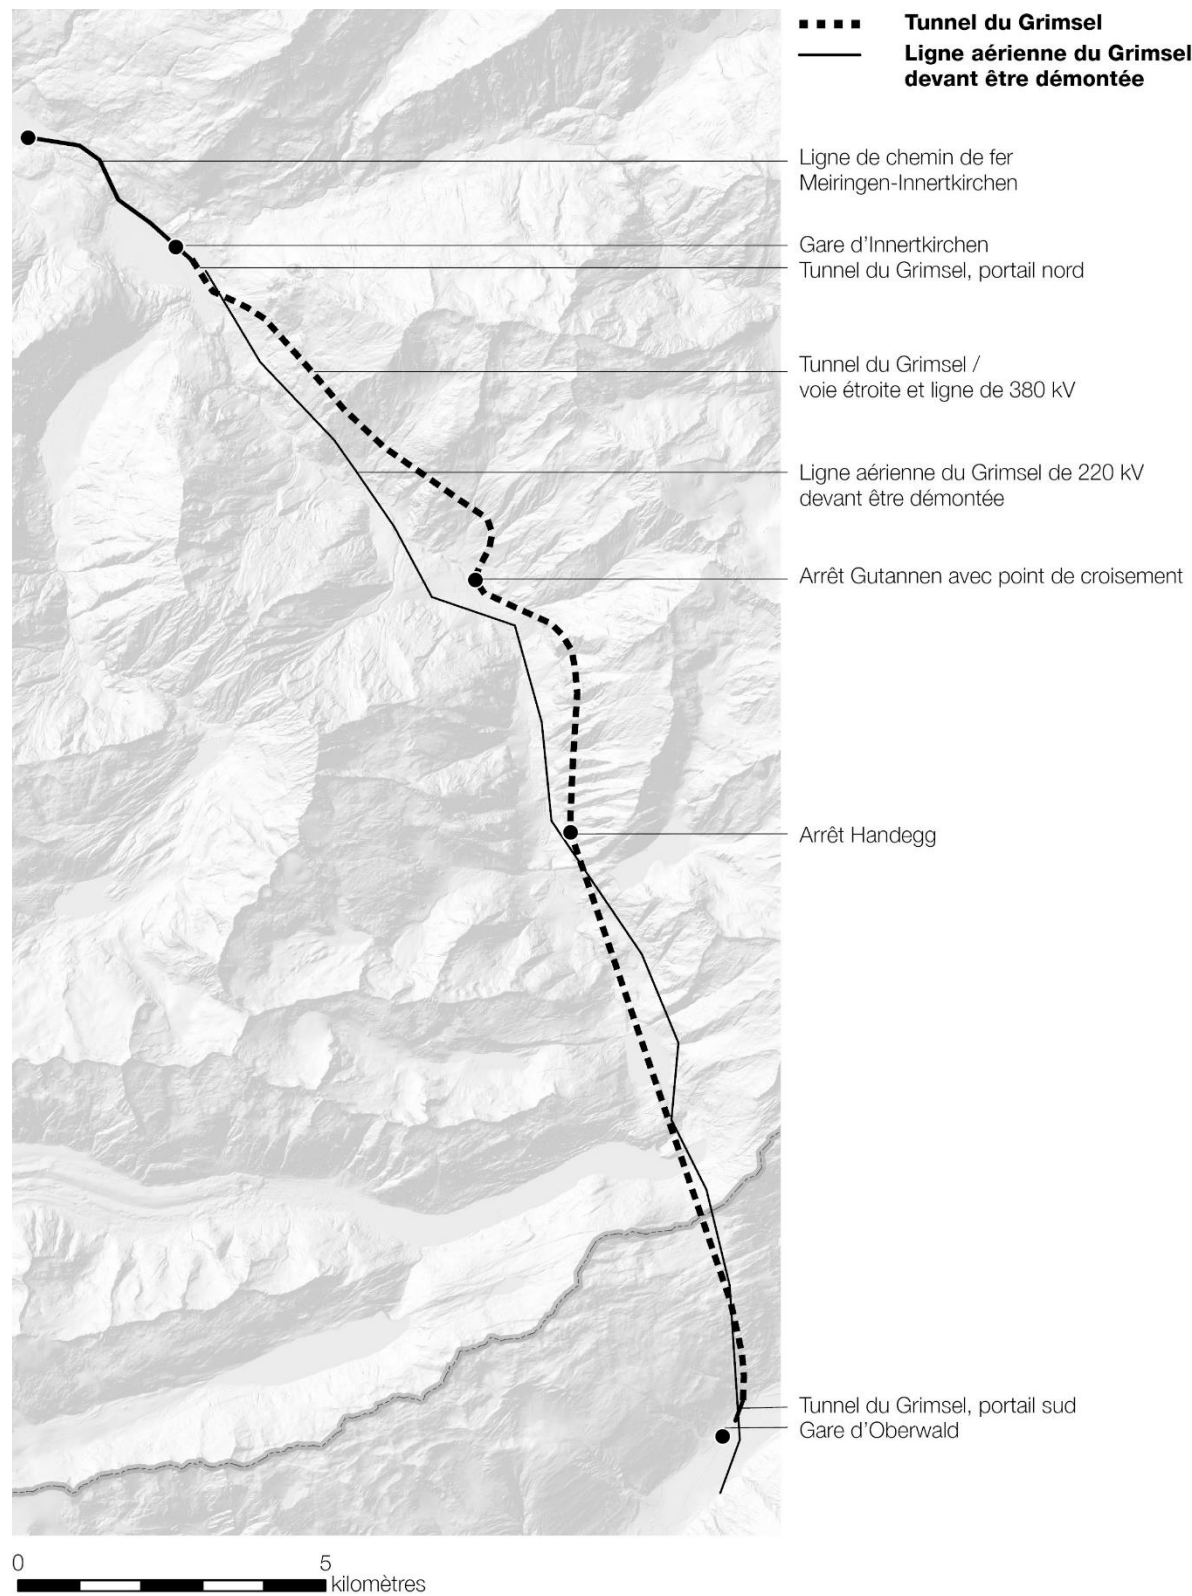 Tunnel du Grimsel
Ligne aérienne du Grimsel
devant être démontée
Ligne de chemin de fer
Meiringen-Innertkirchen
Gare d'Innertkirchen
Tunnel du Grimsel, portail nord
Tunnel du Grimsel /
voie étroite et ligne de 380 kV
Ligne aérienne du Grimsel de 220 kV
devant être démontée
Arrêt Gutannen avec point de croisement
Arrêt Handegg
Tunnel du Grimsel, portail sud
Gare d'Oberwald
0 5
kilomètres